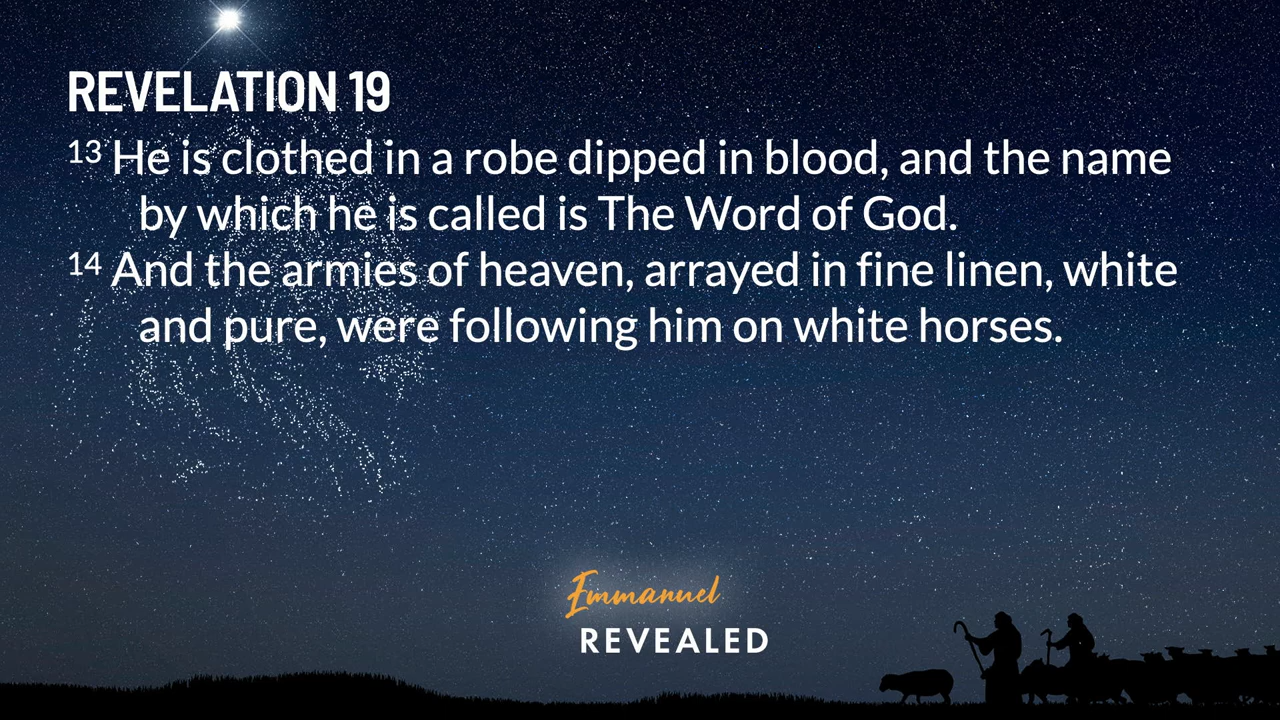 REVELATION 19
13 He is clothed in a robe dipped in blood, and the name
by which he is called is The Word of God.
14 And the armies of heaven, arrayed in fine linen, white
and pure, were following him on white horses.
Emmanuel
REVEALED